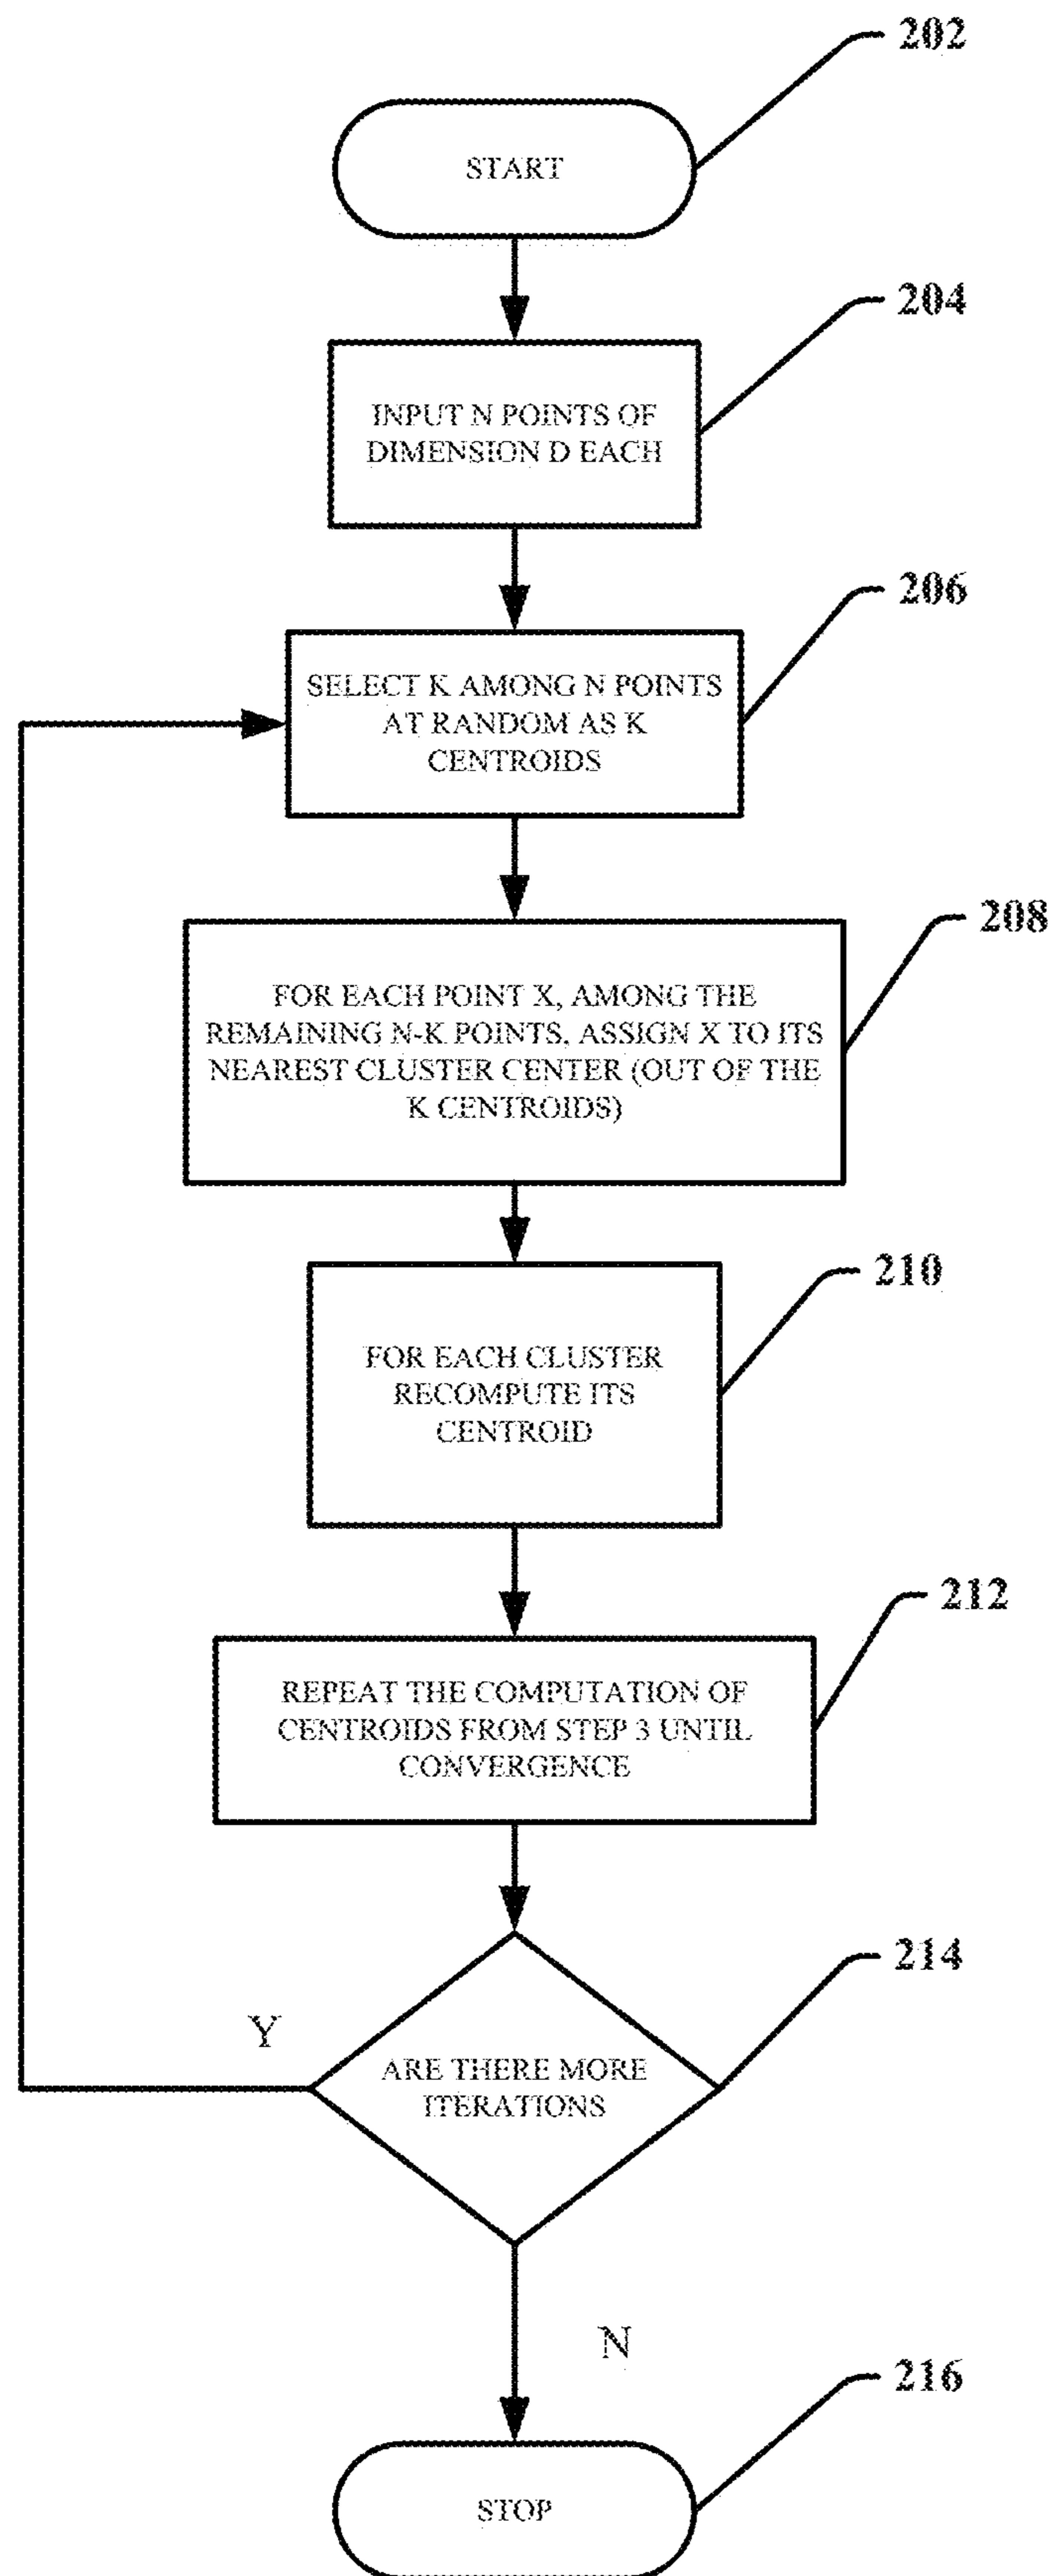 202
START
204
INPUT N POINTS OF
DIMENSION D EACH
206
SELECT K AMONG N POINTS
AT RANDOM AS K
CENTROIDS
208
FOR EACH POINT X, AMONG THE
REMAINING N-K POINTS, ASSIGN X TO ITS
NEAREST CLUSTER CENTER (OUT OF THE
K CENTROIDS)
210
FOR EACH CLUSTER
RECOMPUTE ITS
CENTROID
212
REPEAT THE COMPUTATION OF
CENTROIDS FROM STEP 3 UNTIL
CONVERGENCE
214
Y
ARE THERE MORE
ITERATIONS
N
216
STOP